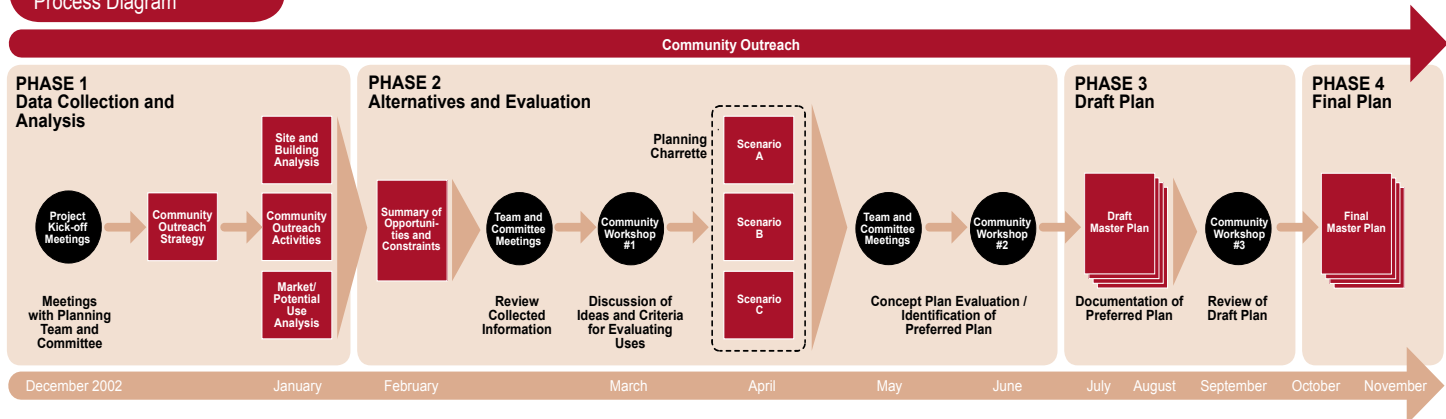 Process Diagram
Community Outreach
PHASE 1
Data Collection and
Analysis
Project
Kick-off
Meetings
Meetings
with Planning
Team and
Committee
Community
Outreach
Strategy
Site and
Building
Analysis
Community
Outreach
Activities
Market/
Potential
Use
Analysis
PHASE 2
Alternatives and Evaluation
Summary of
Opportuni-
ties and
Constraints
Team and
Committee
Meetings
Review
Collected
Information
Community
Workshop
#1
Discussion of
Ideas and Criteria
for Evaluating
Uses
Planning
Charrette
Scenario
A
Scenario
B
Scenario
C
Team and
Committee
Meetings
Community
Workshop
#2
Concept Plan Evaluation /
Identification of
Preferred Plan
PHASE 3
Draft Plan
Draft
Master Plan
Documentation of
Preferred Plan
Community
Workshop
#3
Review of
Draft Plan
PHASE 4
Final Plan
Final
Master Plan
December 2002 January February March April May June July August September October November